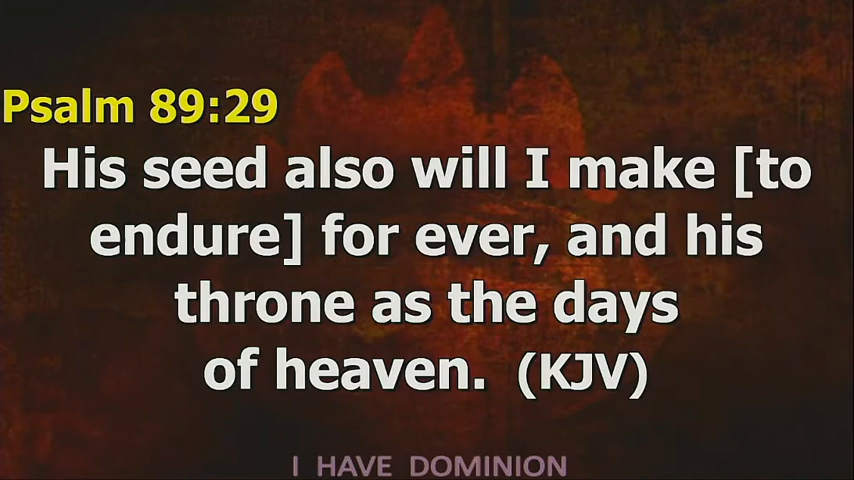 Psalm 89:29
His seed also will I make [to
endure] for ever, and his
throne as the days
of heaven. (KJV)
I HAVE DOMINION